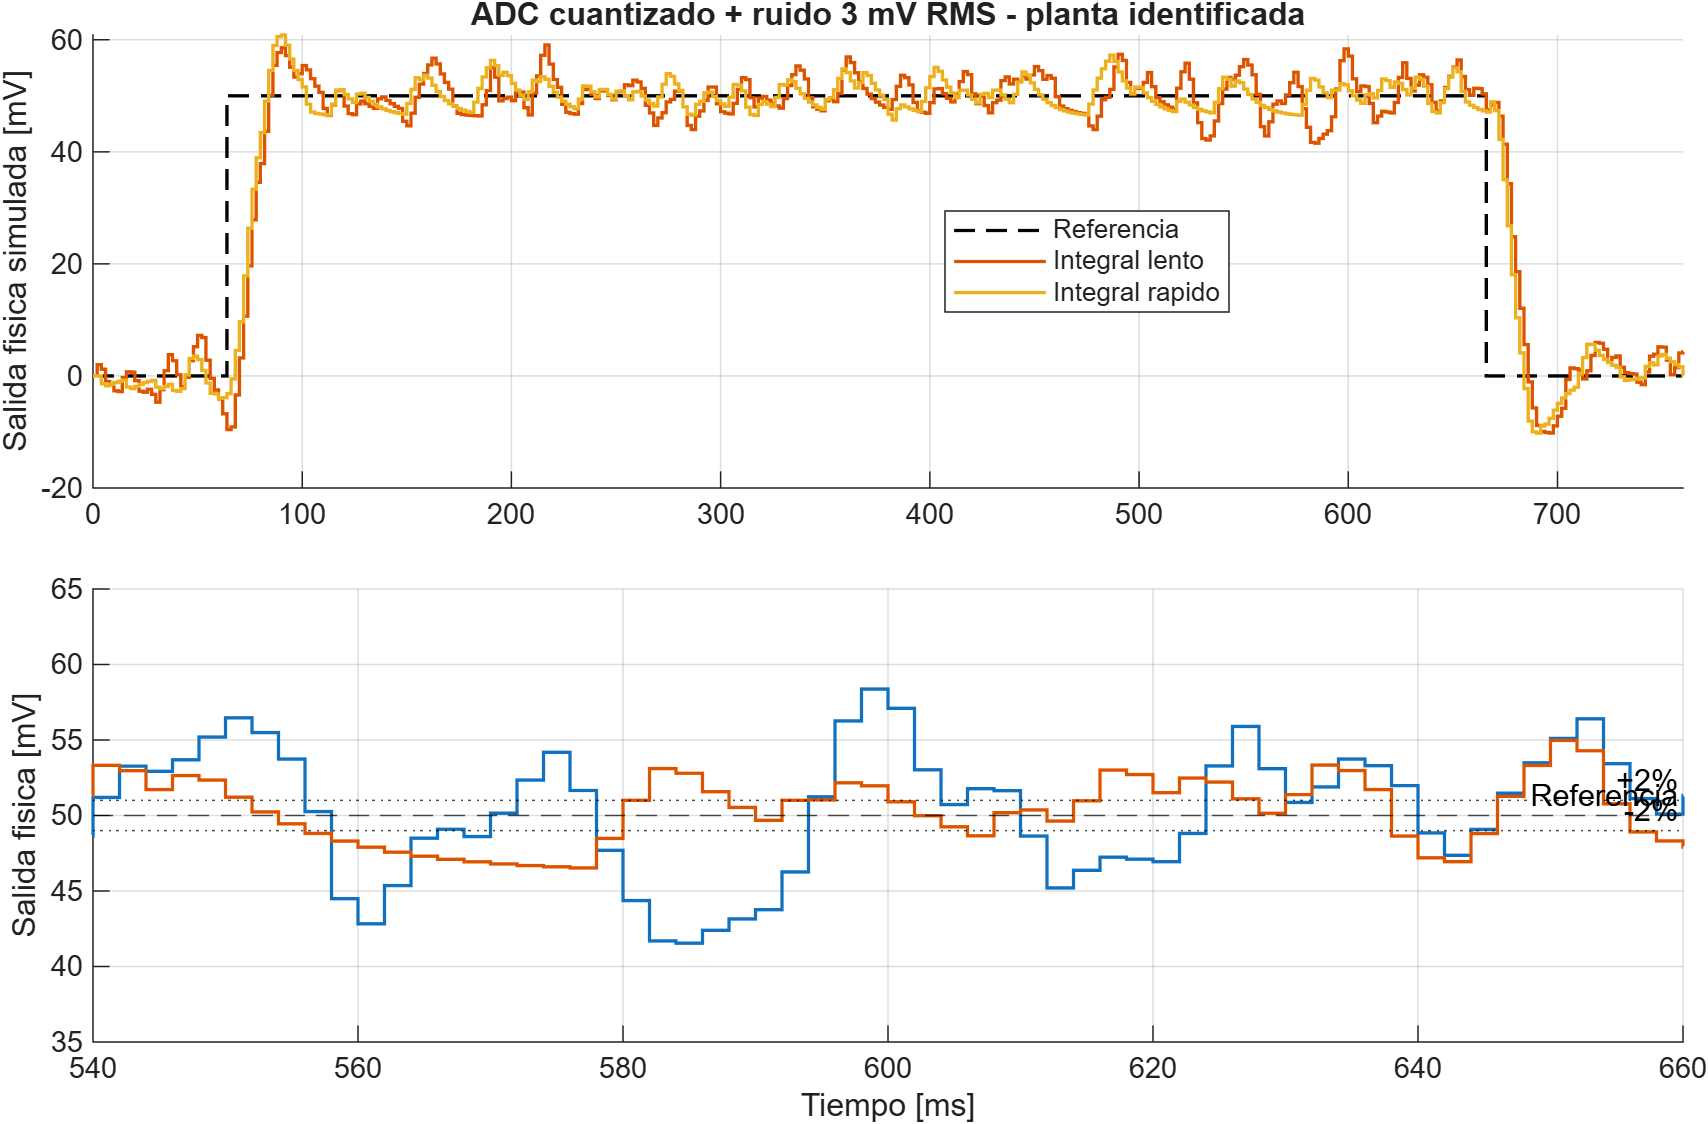 ADC cuantizado + ruido 3 mV RMS - planta identificada
Salida fisica simulada [mV]
60
40
20
0
-20
0 100 200 300 400 500 600 700
Referencia
Integral lento
Integral rapido
Salida fisica [mV]
65
60
55
50
45
40
35
+2%
Referencia
-2%
540 560 580 600 620 640 660
Tiempo [ms]